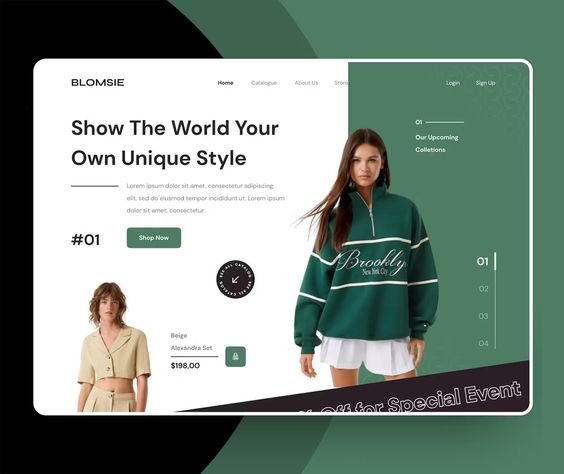 BLOMSIE
Home
Catalogue
About Us
Store
Login
Sign Up
Show The World Your
Own Unique Style
01
Our Upcoming
Colletions
Lorem ipsum dolor sit amet, consectetur adipiscing
elit, sed do eiusmod tempor incididunt ut. Lorem ipsum
dolor sit amet, consectetur
#01
Shop Now
SEE ALL CATALOG
SEE ALL CATALOG
Brooklyn
New York City
01
02
03
04
Beige
Alexandra Set
$198,00
% Off for Special Event